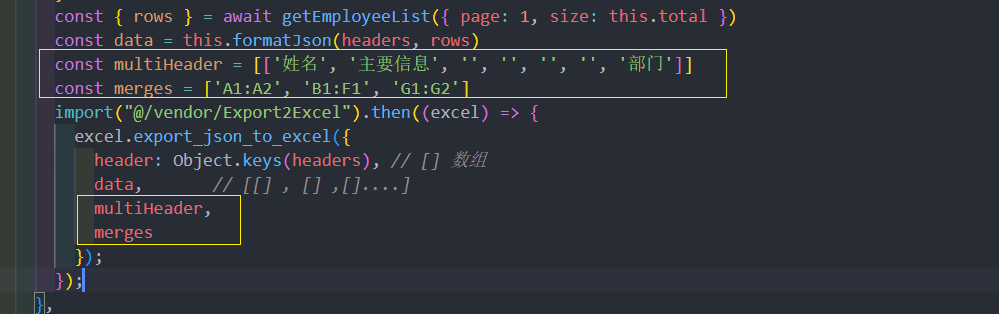 const { rows } = await getEmployeeList({ page: 1, size: this.total })
const data = this.formatJson(headers, rows)
const multiHeader = [['姓名', '主要信息', '', '', '', '', '部门']]
const merges = ['A1:A2', 'B1:F1', 'G1:G2']
import("@/vendor/Export2Excel").then((excel) => {
excel.export_json_to_excel({
header: Object.keys(headers), // [] 数组
data, // [[] , [] ,[]....]
multiHeader,
merges
});
});
},